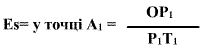 Es= у точці A₁ = OP₁
P₁T₁